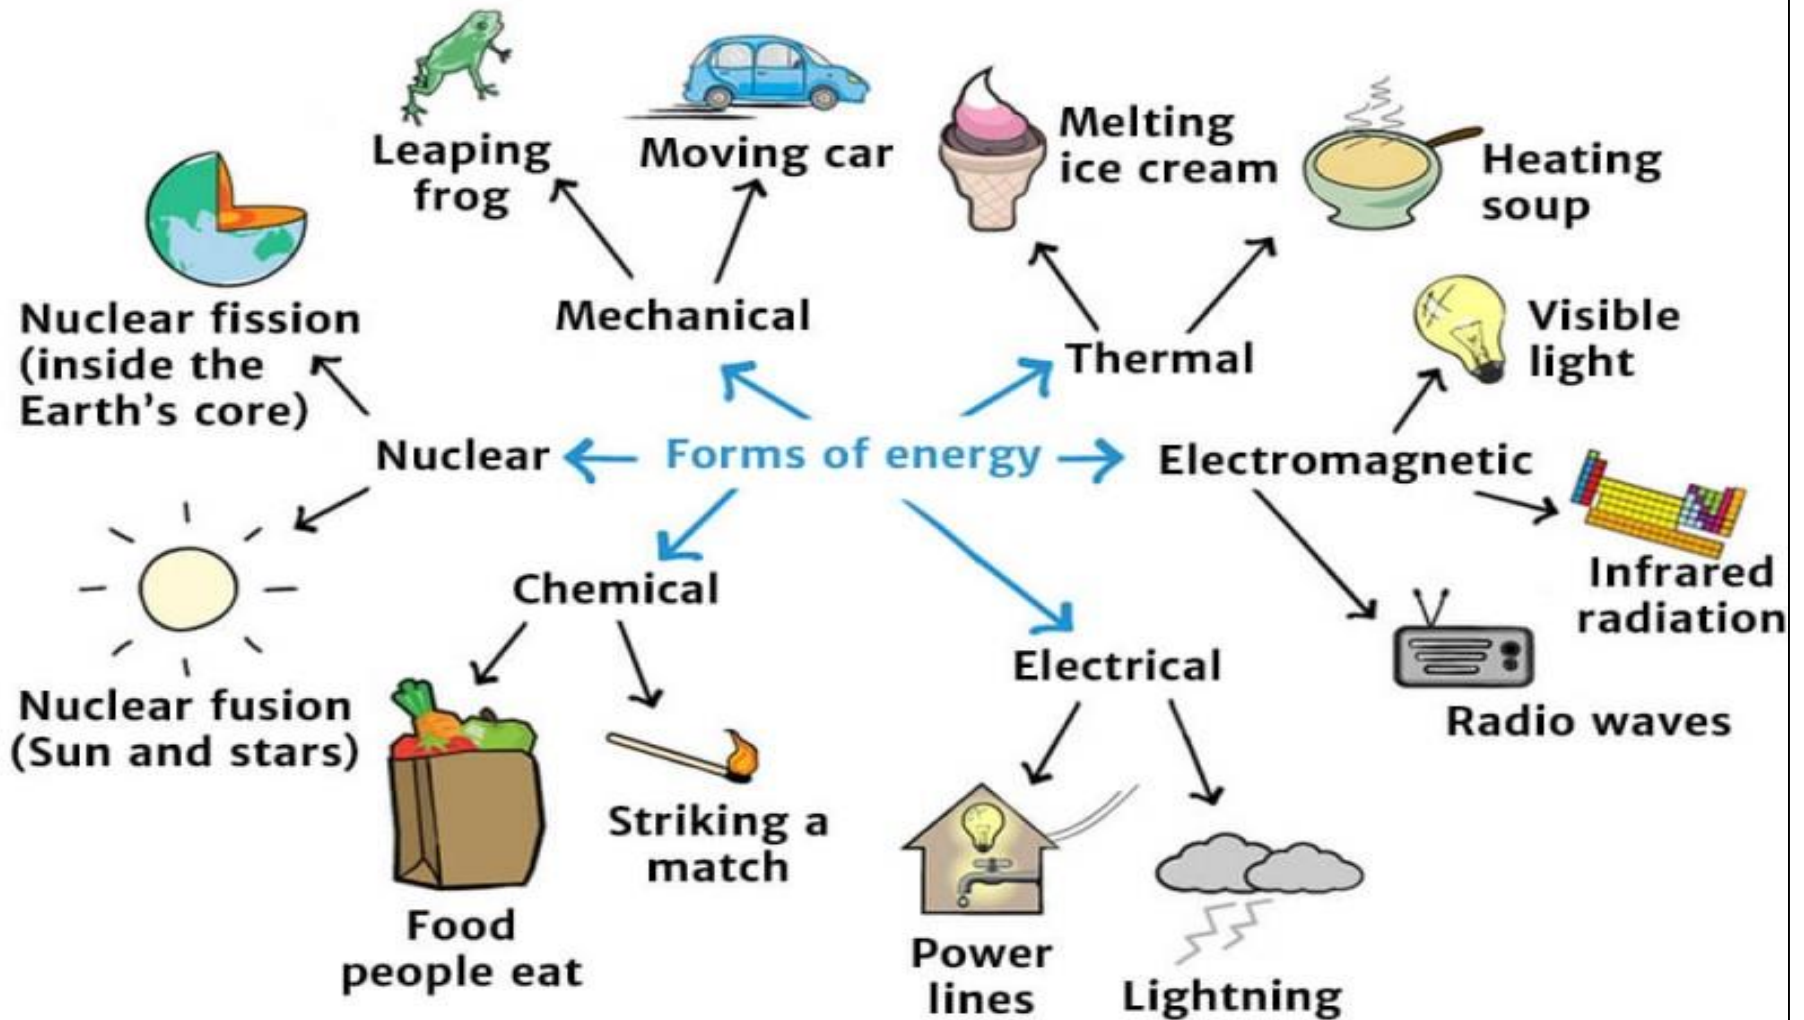 Leaping
frog
Moving car
Melting
ice cream
Heating
soup
Nuclear fission
(inside the
Earth's core)
Mechanical
Thermal
Visible
light
Nuclear
Forms of energy
Electromagnetic
Infrared
radiation
Chemical
Electrical
Radio waves
Nuclear fusion
(Sun and stars)
Striking a
match
Food
people eat
Power
lines
Lightning